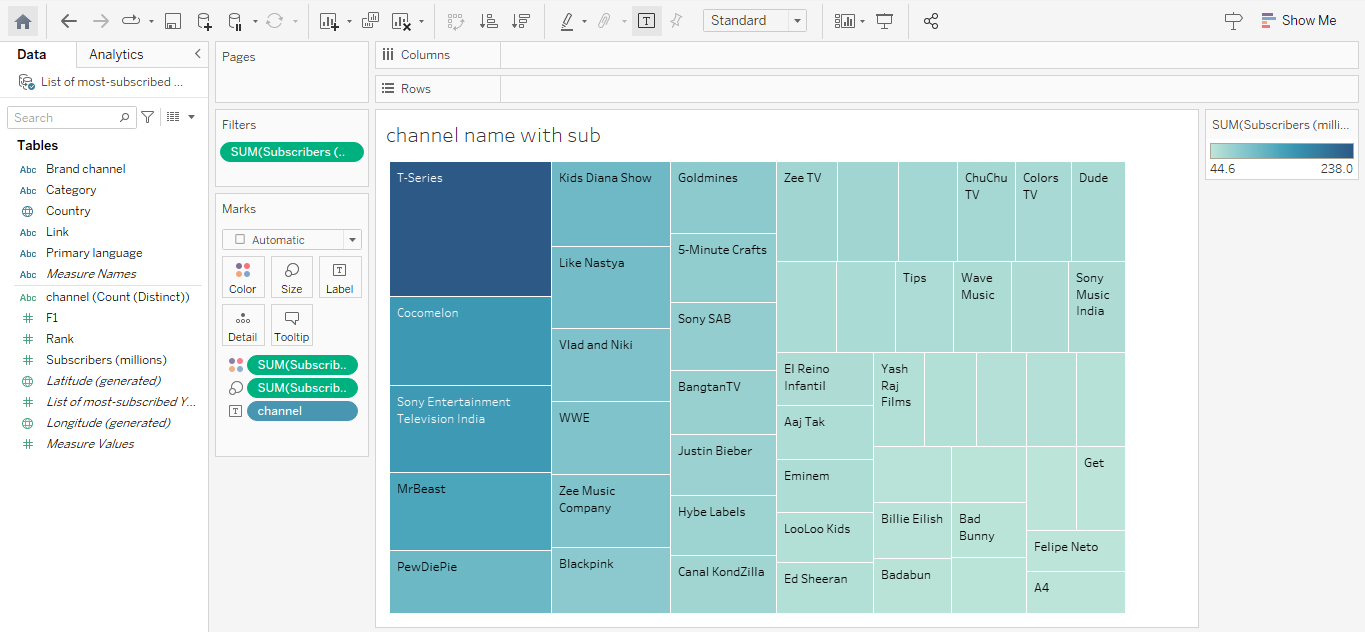 Standard
Show Me
Data
Analytics
List of most-subscribed ...
Search
Tables
Abc Brand channel
Abc Category
Country
Abc Link
Abc Primary language
Abc Measure Names
Abc channel (Count (Distinct))
F1
Rank
Subscribers (millions)
Latitude (generated)
List of most-subscribed Y...
Longitude (generated)
Measure Values
Pages
Filters
SUM(Subscribers (..
Marks
Automatic
Color
Size
T
Label
Detail
Tooltip
SUM(Subscrib..
SUM(Subscrib..
T
channel
Columns
Rows
channel name with sub
T-Series
Cocomelon
Sony Entertainment
Television India
MrBeast
PewDiePie
Kids Diana Show
Like Nastya
Vlad and Niki
WWE
Zee Music
Company
Blackpink
Goldmines
5-Minute Crafts
Sony SAB
BangtanTV
Justin Bieber
Hybe Labels
Canal KondZilla
Zee TV
ChuChu
TV
Colors
TV
Dude
Tips
Wave
Music
Sony
Music
India
El Reino
Infantil
Aaj Tak
Eminem
LooLoo Kids
Ed Sheeran
Yash
Raj
Films
Billie Eilish
Badabun
Bad
Bunny
Get
Felipe Neto
A4
SUM(Subscribers (milli...
44.6
238.0